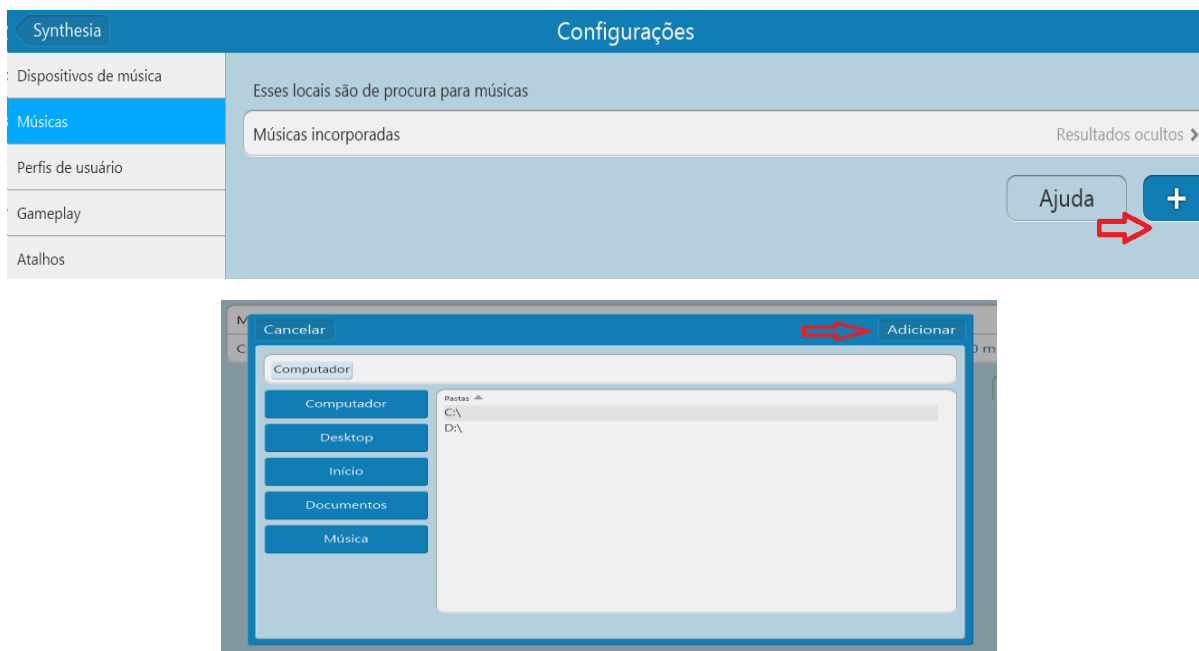 Synthesia
Configurações
Dispositivos de música
Músicas
Perfis de usuário
Gameplay
Atalhos
Esses locais são de procura para músicas
Músicas incorporadas
Resultados ocultos
Ajuda
+
M
C
0 m
Cancelar
Adicionar
Computador
Computador
Desktop
Início
Documentos
Música
Pastas
C:\
D:\